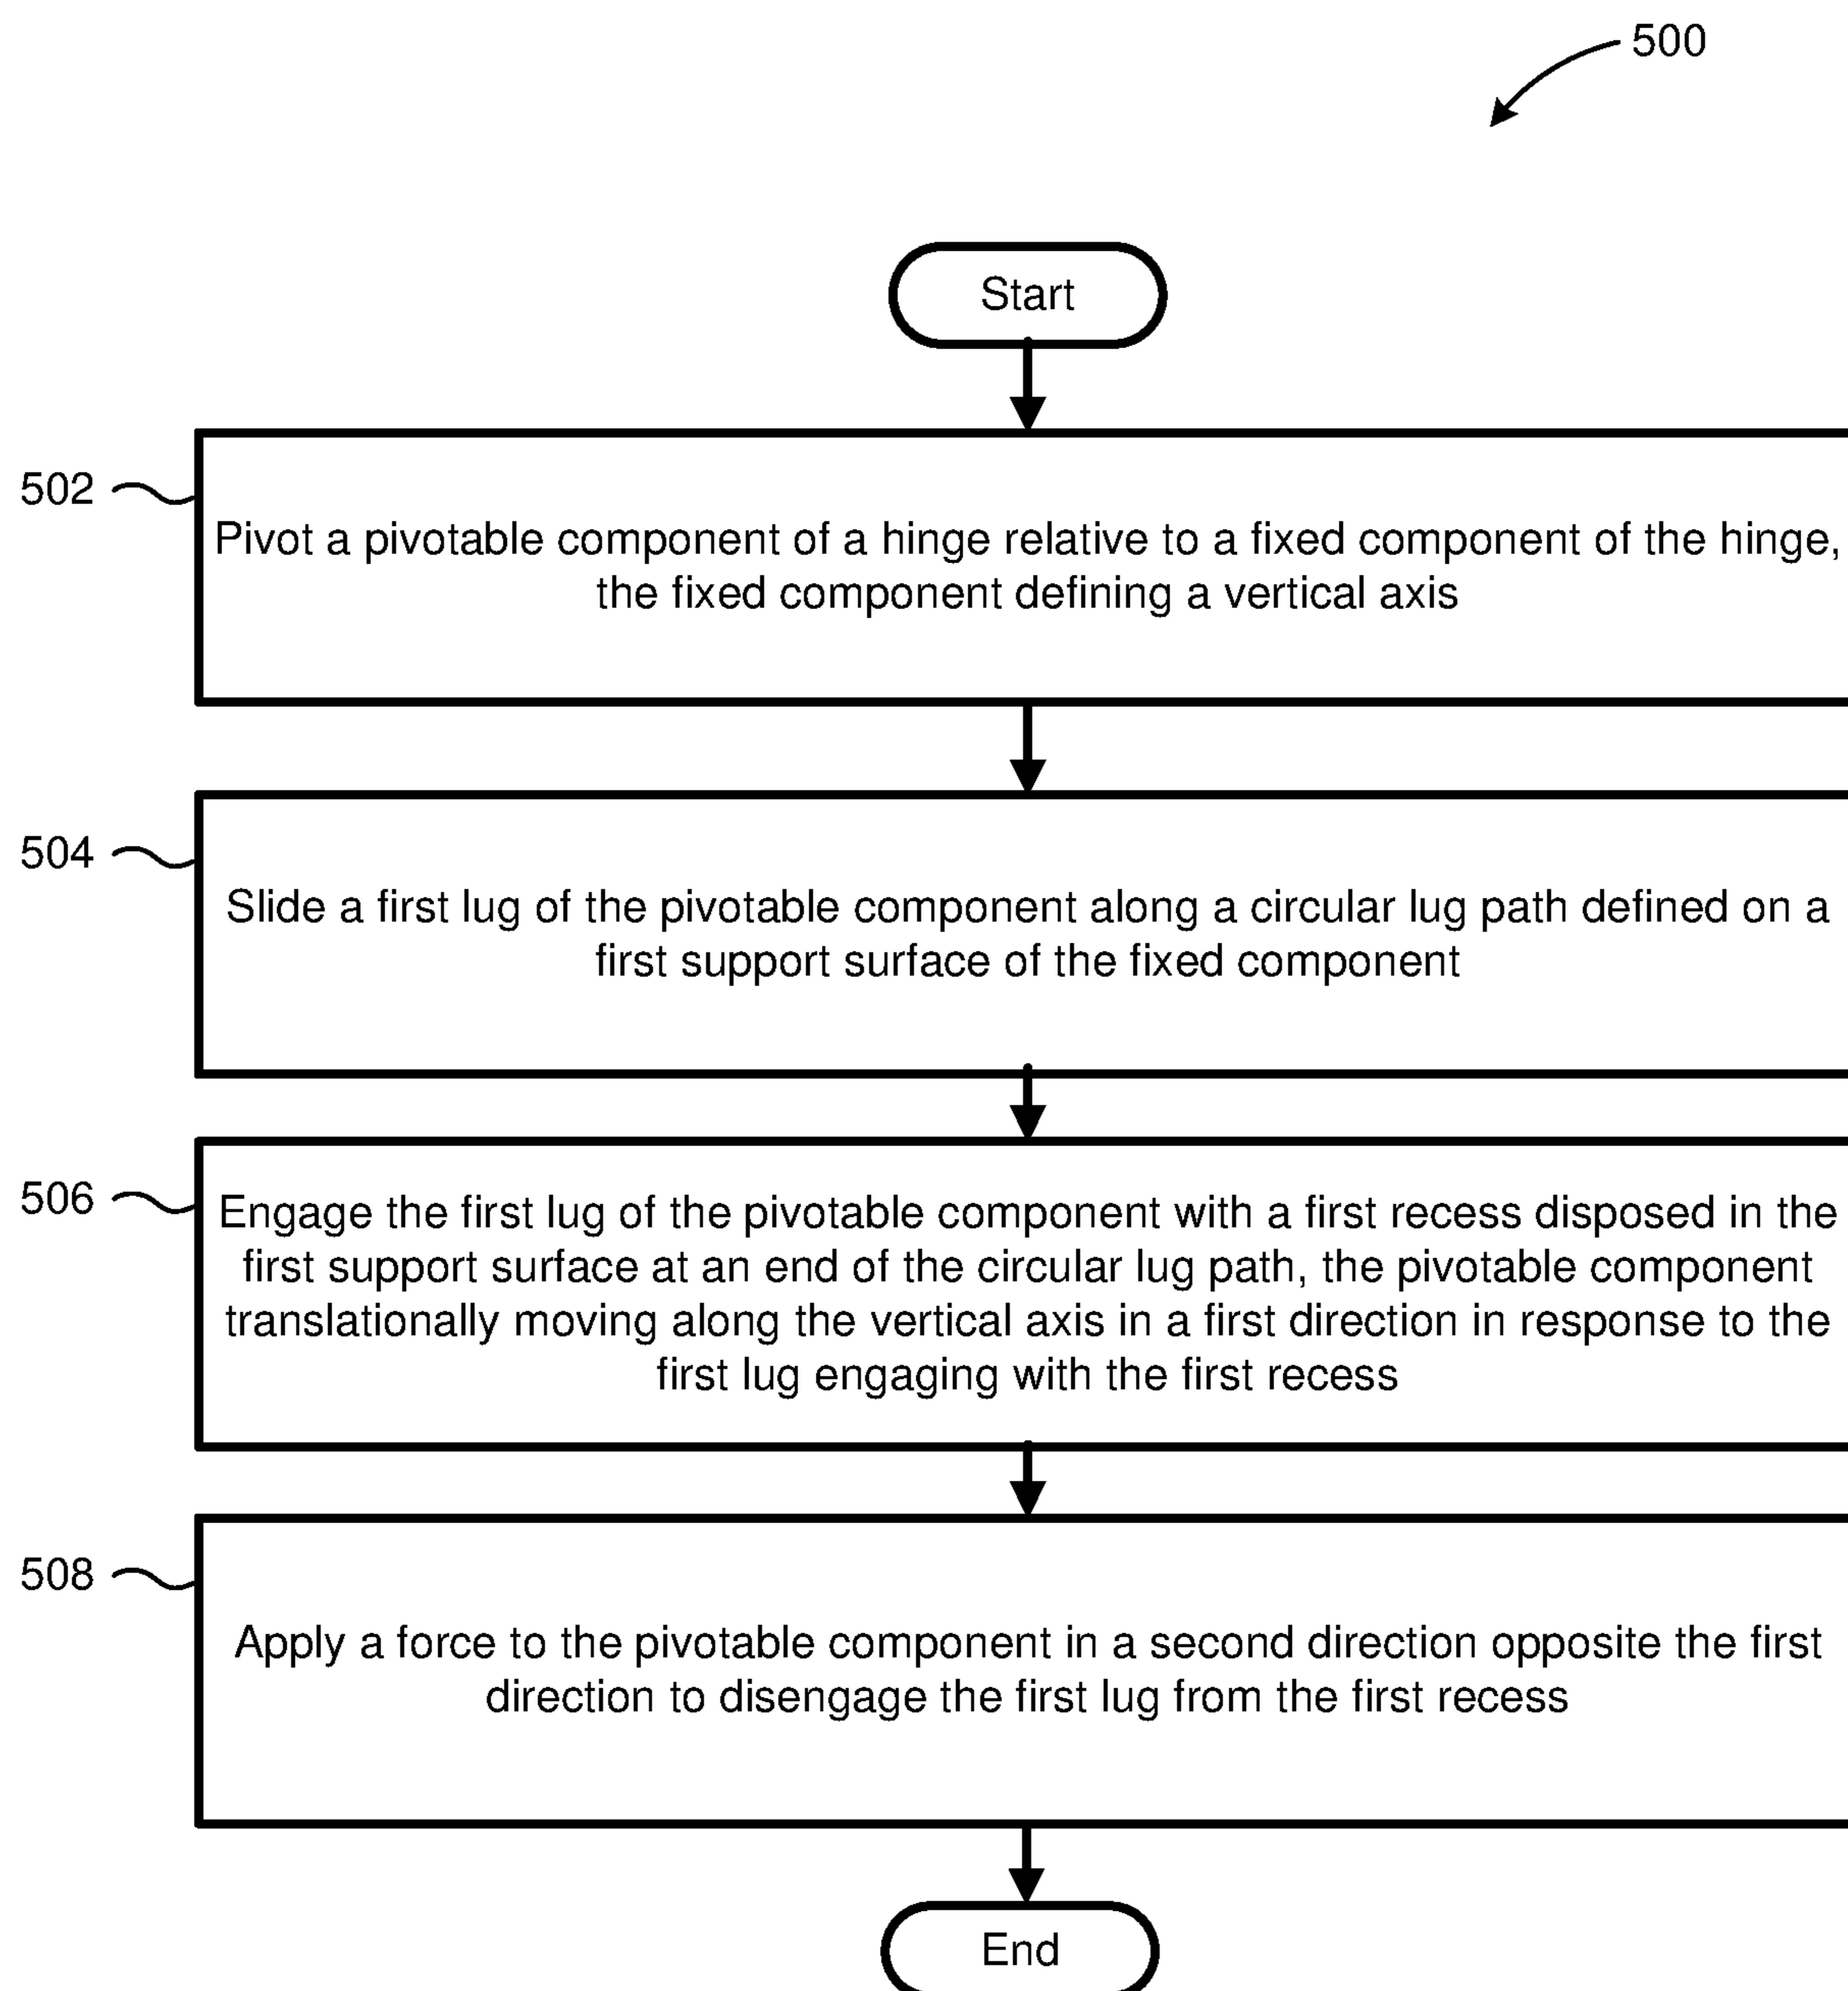 500
Start
502
Pivot a pivotable component of a hinge relative to a fixed component of the hinge,
the fixed component defining a vertical axis
504
Slide a first lug of the pivotable component along a circular lug path defined on a
first support surface of the fixed component
506
Engage the first lug of the pivotable component with a first recess disposed in the
first support surface at an end of the circular lug path, the pivotable component
translationally moving along the vertical axis in a first direction in response to the
first lug engaging with the first recess
508
Apply a force to the pivotable component in a second direction opposite the first
direction to disengage the first lug from the first recess
End